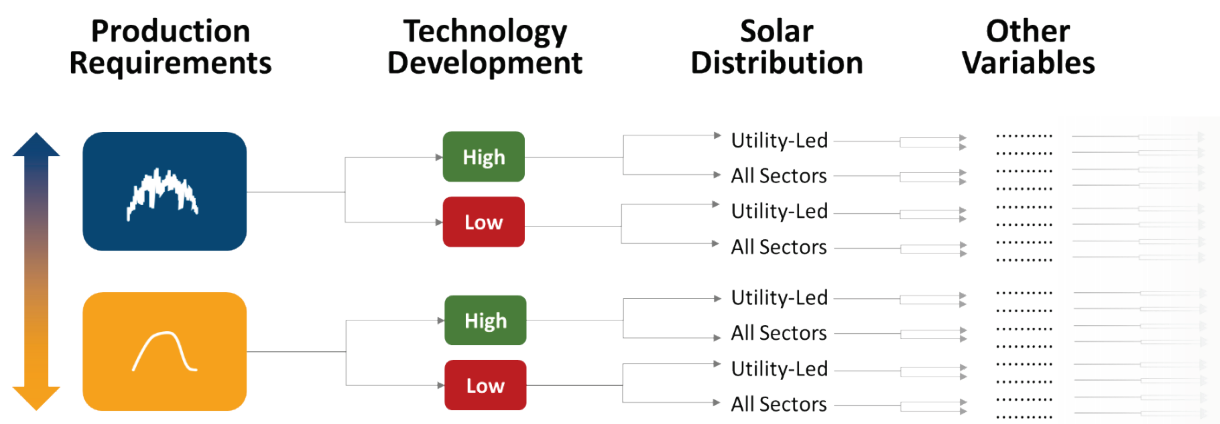 Production
Requirements
Technology
Development
Solar
Distribution
Other
Variables
High
Utility-Led
All Sectors
Low
Utility-Led
All Sectors
High
Utility-Led
All Sectors
Low
Utility-Led
All Sectors